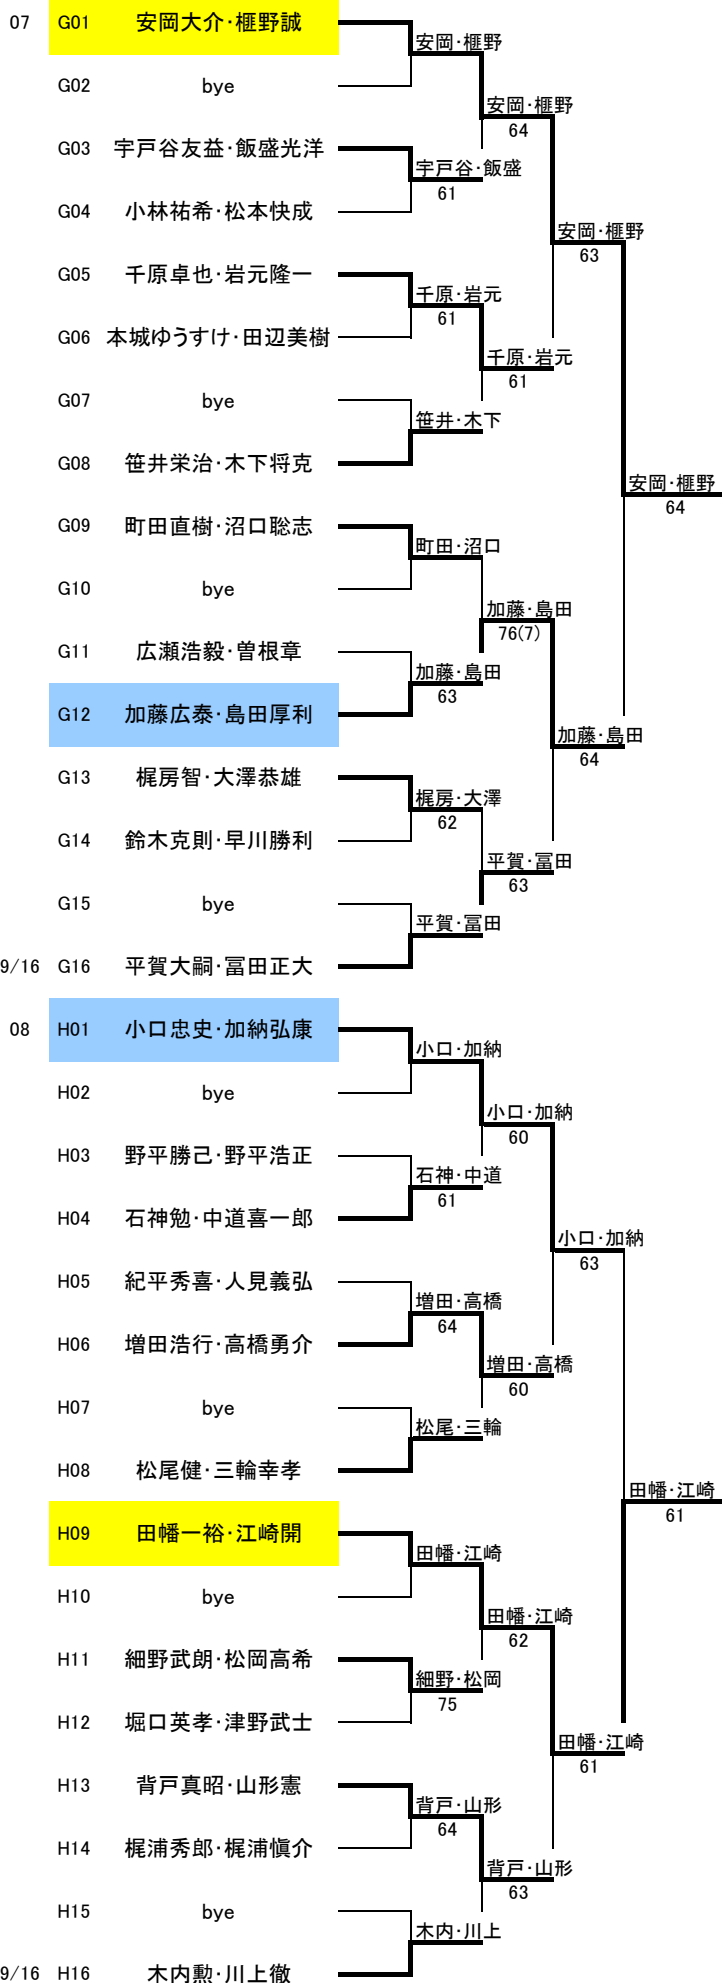 07 G01 安岡大介・榧野誠
安岡・榧野
G02 bye
安岡・榧野
64
G03 宇戸谷友益・飯盛光洋
宇戸谷・飯盛
61
G04 小林祐希・松本快成
安岡・榧野
63
G05 千原卓也・岩元隆一
千原・岩元
61
G06 本城ゆうすけ・田辺美樹
千原・岩元
61
G07 bye
笹井・木下
G08 笹井栄治・木下将克
安岡・榧野
64
G09 町田直樹・沼口聡志
町田・沼口
G10 bye
加藤・島田
76(7)
G11 広瀬浩毅・曽根章
加藤・島田
63
G12 加藤広泰・島田厚利
加藤・島田
64
G13 梶房智・大澤恭雄
梶房・大澤
62
G14 鈴木克則・早川勝利
平賀・冨田
63
G15 bye
平賀・冨田
9/16 G16 平賀大嗣・冨田正大
08 H01 小口忠史・加納弘康
小口・加納
H02 bye
小口・加納
60
H03 野平勝己・野平浩正
石神・中道
61
H04 石神勉・中道喜一郎
小口・加納
63
H05 紀平秀喜・人見義弘
増田・高橋
64
H06 増田浩行・高橋勇介
増田・高橋
60
H07 bye
松尾・三輪
H08 松尾健・三輪幸孝
田幡・江崎
61
H09 田幡一裕・江崎開
田幡・江崎
H10 bye
田幡・江崎
62
H11 細野武朗・松岡高希
細野・松岡
75
H12 堀口英孝・津野武士
田幡・江崎
61
H13 背戸真昭・山形憲
背戸・山形
64
H14 梶浦秀郎・梶浦愼介
背戸・山形
63
H15 bye
木内・川上
9/16 H16 木内勲・川上徹